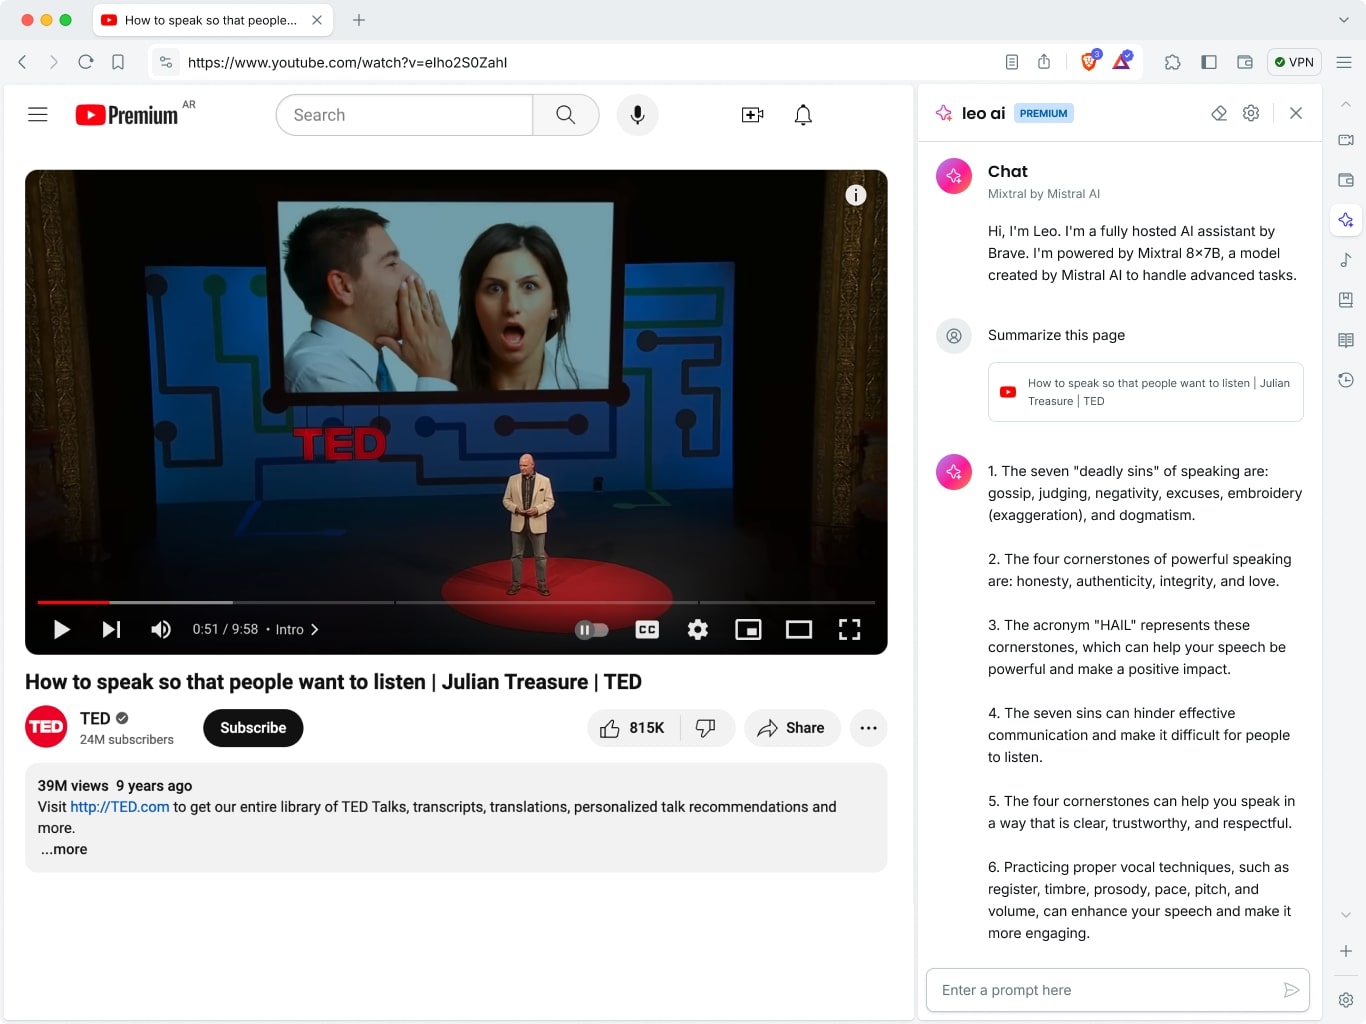 How to speak so that people...
https://www.youtube.com/watch?v=eIho2S0ZahI
3
VPN
Premium AR
Search
TED
0:51 / 9:58 • Intro
CC
How to speak so that people want to listen | Julian Treasure | TED
TED
TED
24M subscribers
Subscribe
815K
Share
39M views 9 years ago
Visit http://TED.com to get our entire library of TED Talks, transcripts, translations, personalized talk recommendations and
more.
...more
leo ai PREMIUM
Chat
Mixtral by Mistral AI
Hi, I'm Leo. I'm a fully hosted AI assistant by
Brave. I'm powered by Mixtral 8×7B, a model
created by Mistral AI to handle advanced tasks.
Summarize this page
How to speak so that people want to listen | Julian
Treasure | TED
1. The seven "deadly sins" of speaking are:
gossip, judging, negativity, excuses, embroidery
(exaggeration), and dogmatism.
2. The four cornerstones of powerful speaking
are: honesty, authenticity, integrity, and love.
3. The acronym "HAIL" represents these
cornerstones, which can help your speech be
powerful and make a positive impact.
4. The seven sins can hinder effective
communication and make it difficult for people
to listen.
5. The four cornerstones can help you speak in
a way that is clear, trustworthy, and respectful.
6. Practicing proper vocal techniques, such as
register, timbre, prosody, pace, pitch, and
volume, can enhance your speech and make it
more engaging.
Enter a prompt here